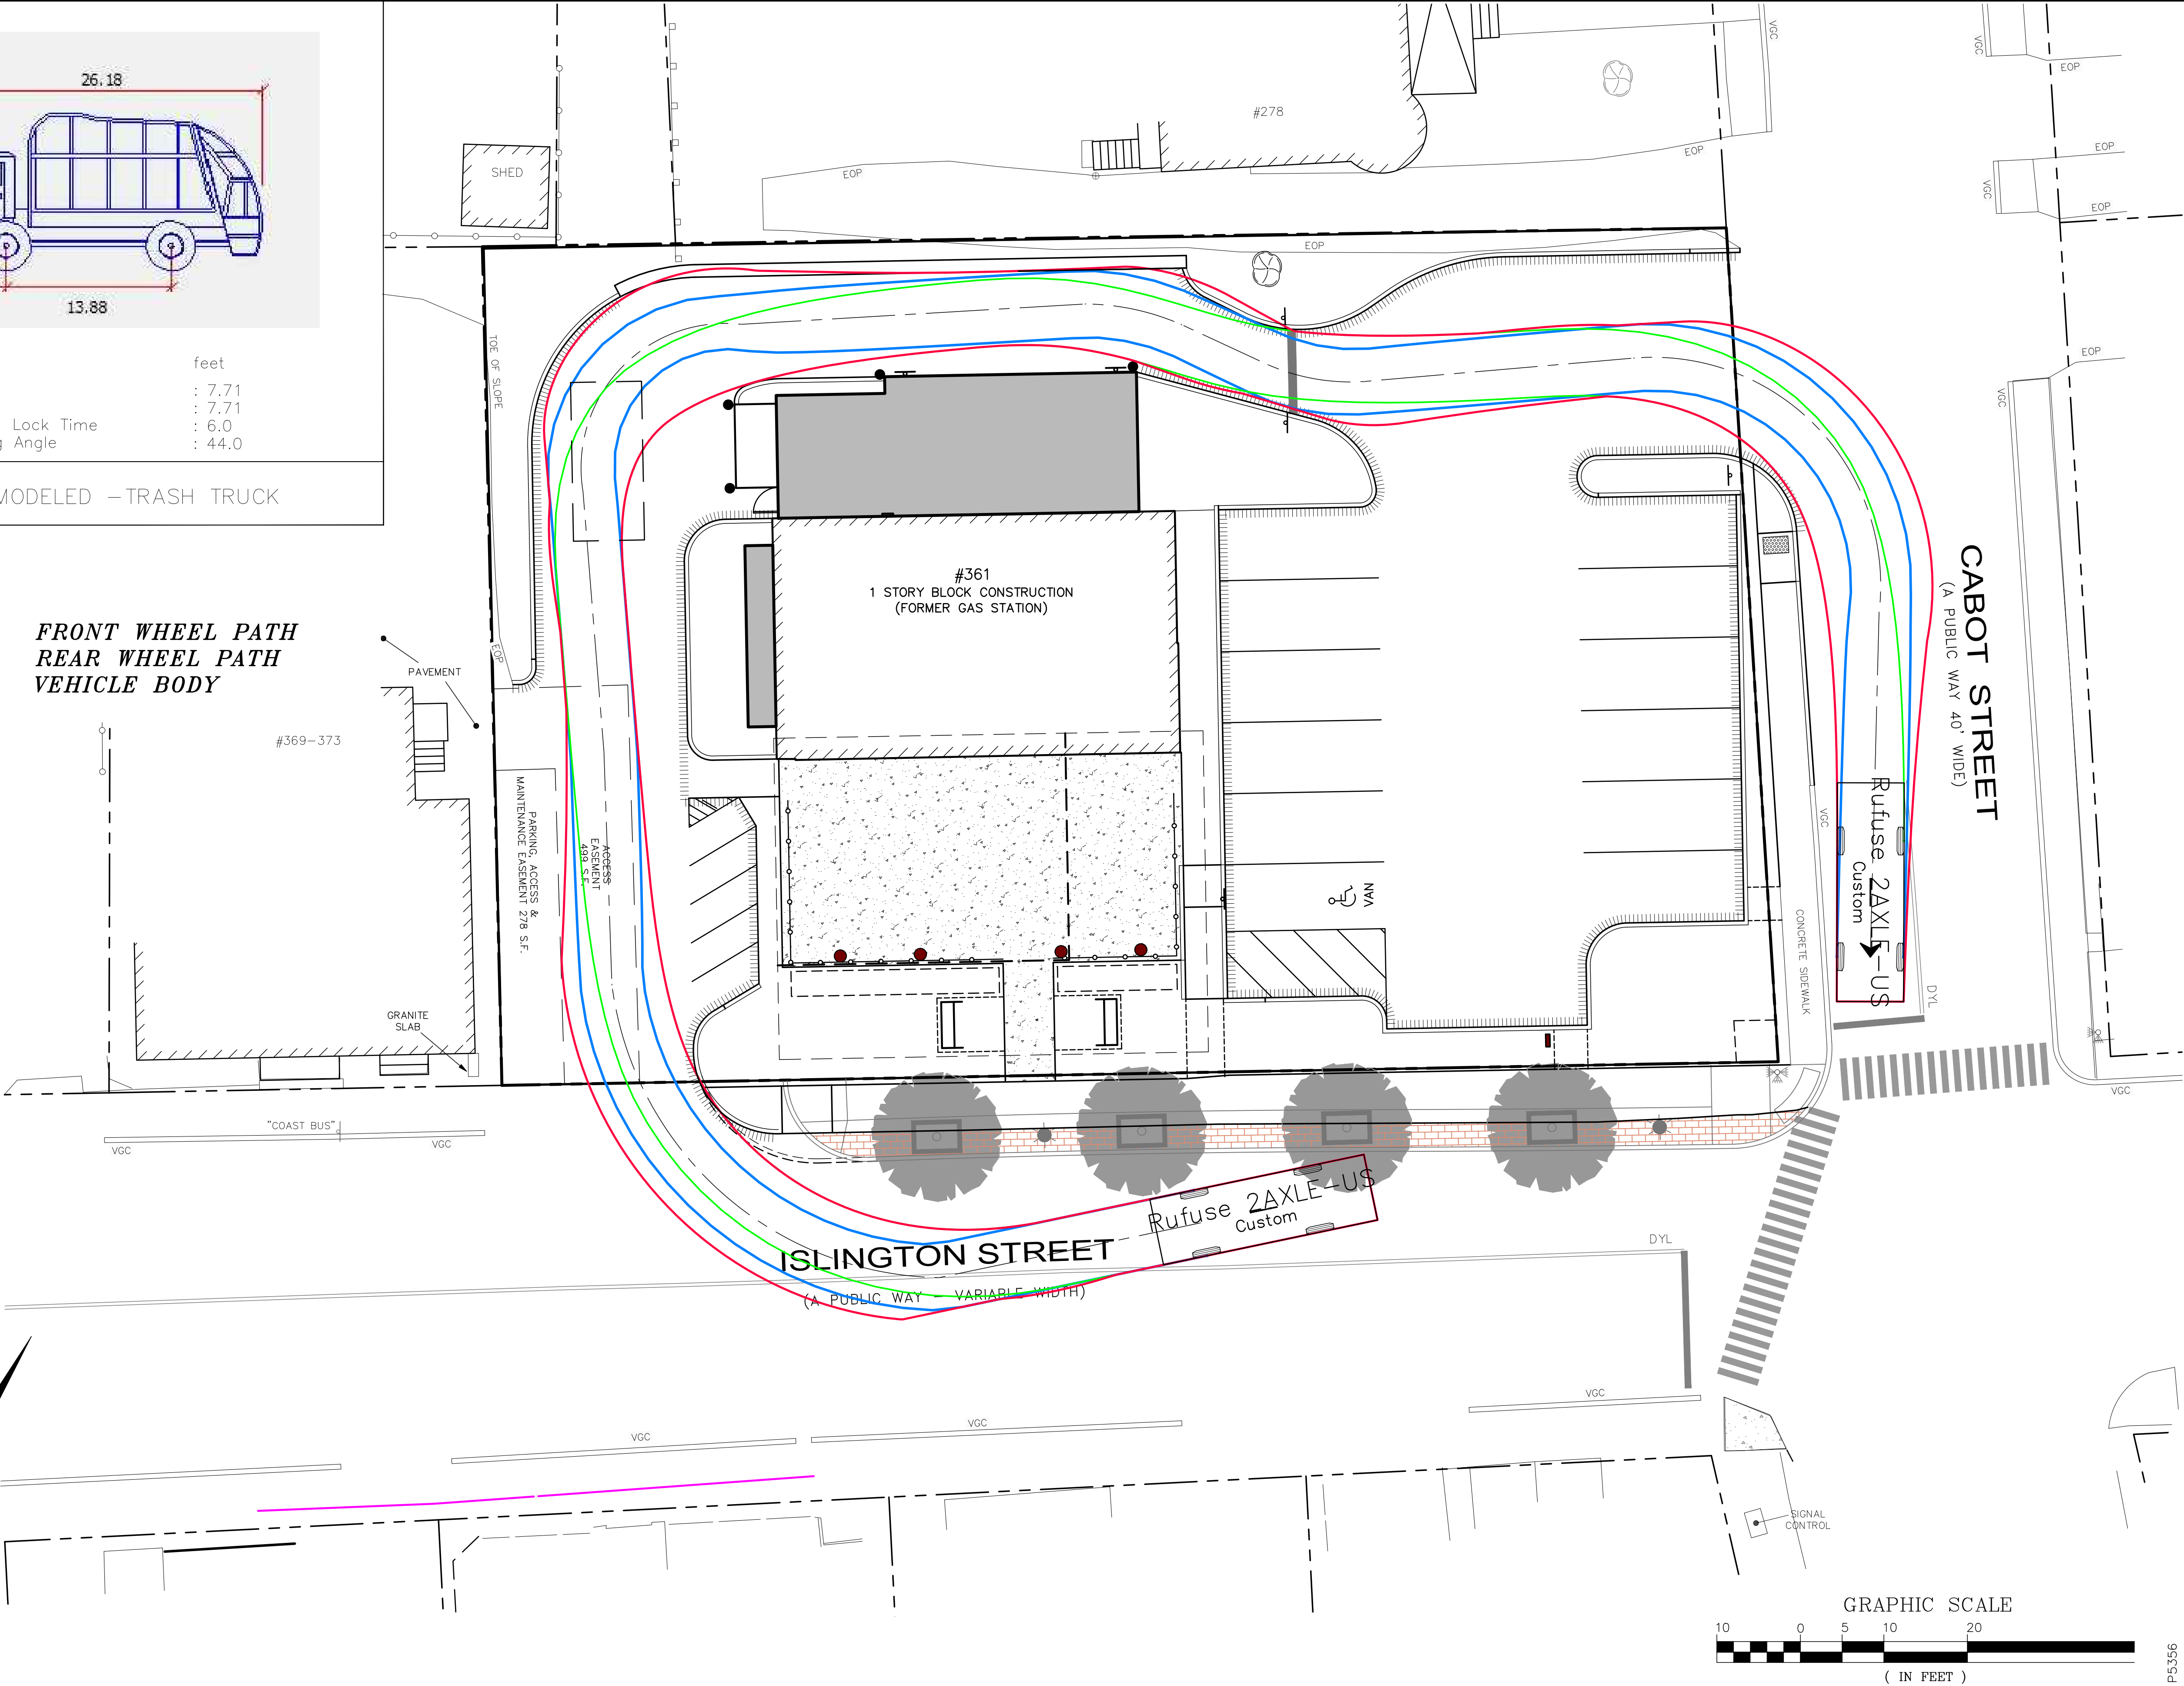 26.18
13.88
feet
: 7.71
: 7.71
Lock Time : 6.0
Angle : 44.0
MODELED - TRASH TRUCK
SHED
#278
EOP
EOP
EOP
VGC
VGC
EOP
VGC
EOP
EOP
EOP
VGC
TOE OF SLOPE
EOP
FRONT WHEEL PATH
REAR WHEEL PATH
VEHICLE BODY
PAVEMENT
#369-373
#361
1 STORY BLOCK CONSTRUCTION
(FORMER GAS STATION)
CABOT STREET
(A PUBLIC WAY 40' WIDE)
PARKING, ACCESS &
MAINTENANCE EASEMENT 278 S.F.
ACCESS
EASEMENT
499 S.F.
VAN
VGC
Rufuse 2AXLE-US
Custom
CONCRETE SIDEWALK
DYL
GRANITE
SLAB
"COAST BUS"
VGC
VGC
VGC
Rufuse 2AXLE-US
Custom
ISLINGTON STREET
(A PUBLIC WAY - VARIABLE WIDTH)
DYL
VGC
VGC
VGC
SIGNAL
CONTROL
GRAPHIC SCALE
10 0 5 10 20
( IN FEET )
P5356